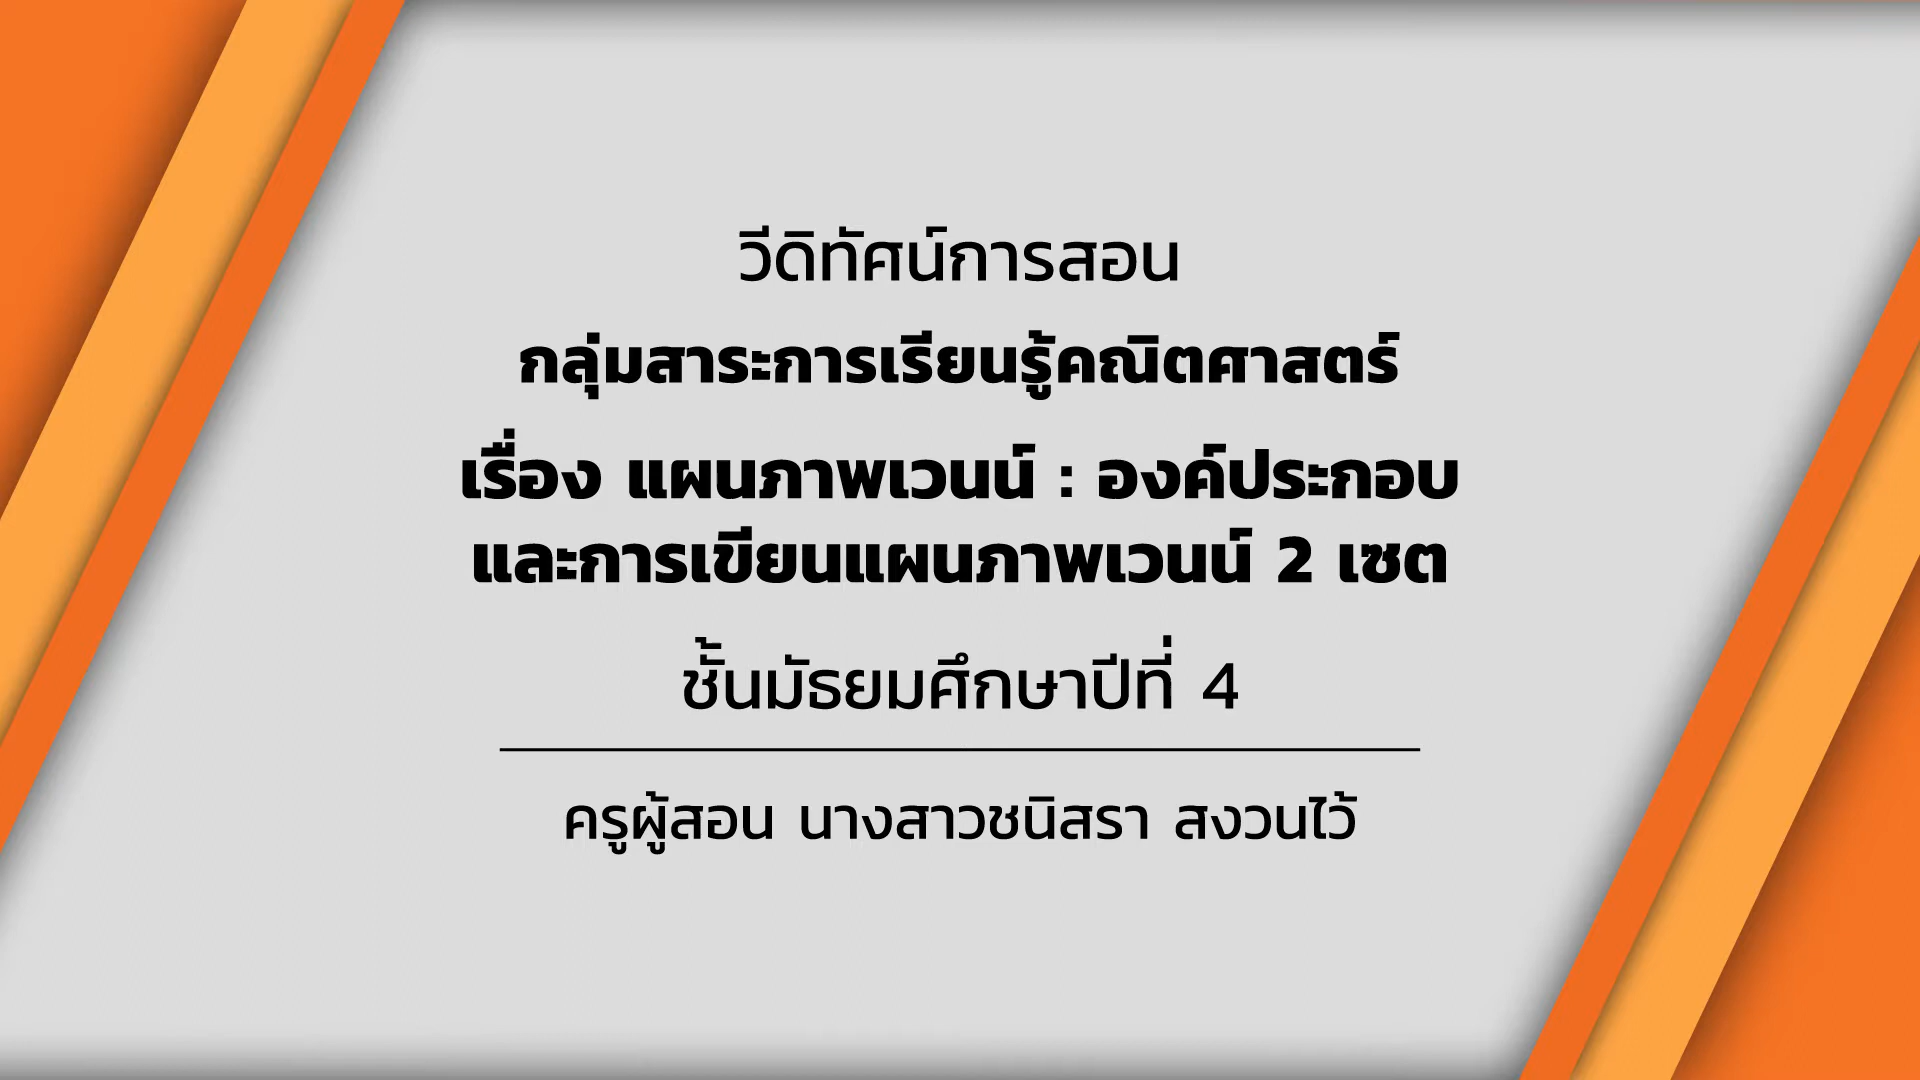 วีดิทัศน์การสอน
กลุ่มสาระการเรียนรู้คณิตศาสตร์
เรื่อง แผนภาพเวนน์ : องค์ประกอบ
และการเขียนแผนภาพเวนน์ 2 เซต
ชั้นมัธยมศึกษาปีที่ 4
ครูผู้สอน นางสาวชนิสรา สงวนไว้